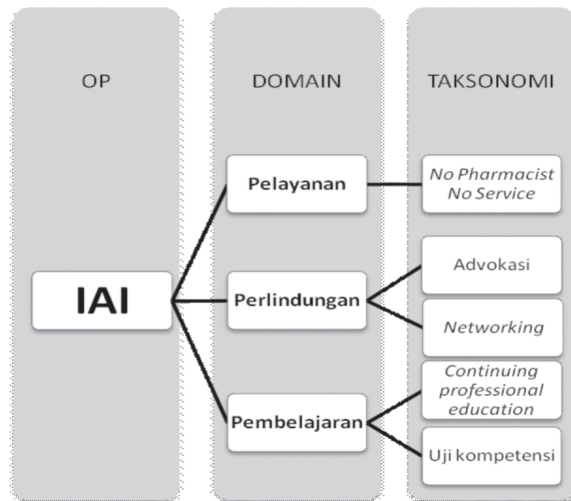 OP
DOMAIN
TAKSONOMI
IAI
Pelayanan
Perlindungan
Pembelajaran
No Pharmacist
No Service
Advokasi
Networking
Continuing
professional
education
Uji kompetensi